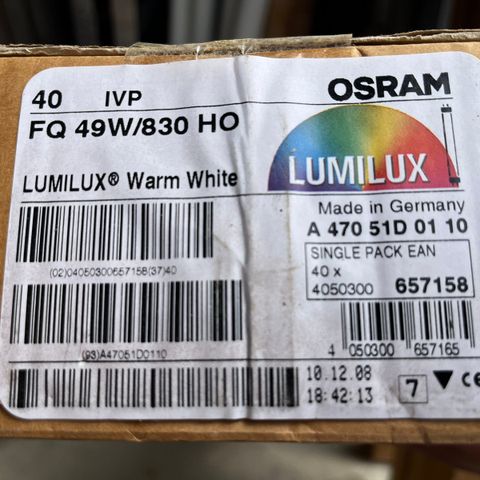 40 IVP
OSRAM
FQ 49W/830 HO
LUMILUX® Warm White
LUMILUX
Made in Germany
A 470 51D 01 10
SINGLE PACK EAN
40 x
4050300 657158
(02)04050300657158(37)40
(93)A47051D0110
4 050300 657165
10.12.08
18:42:13
7
CE